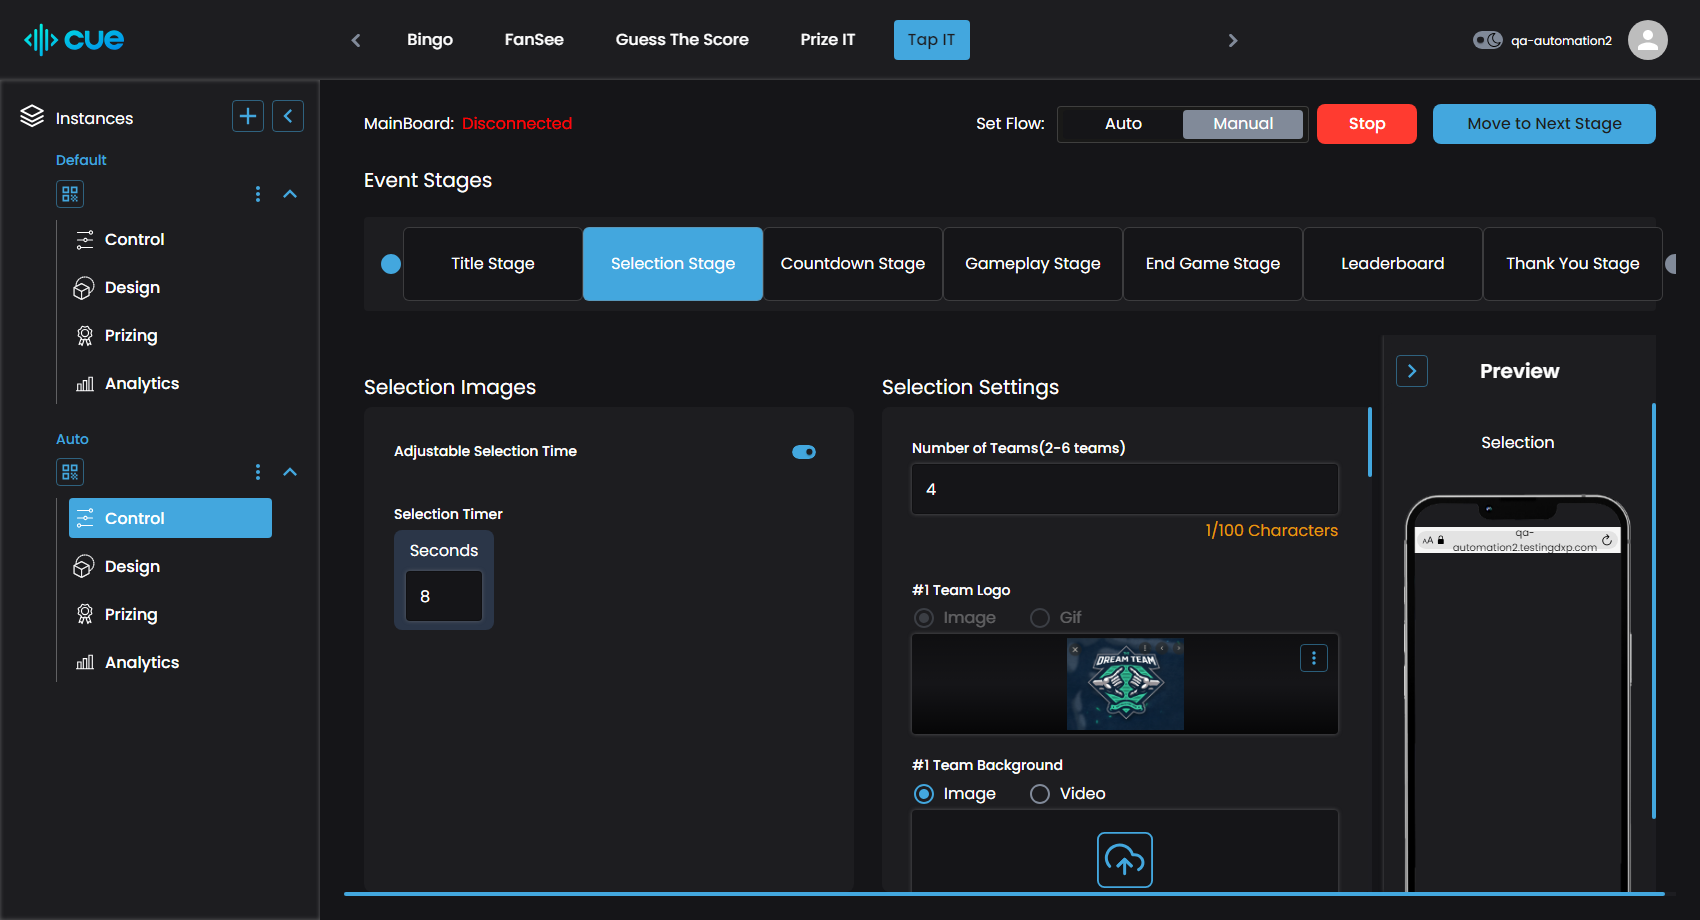 cue
Bingo
FanSee
Guess The Score
Prize IT
Tap IT
qa-automation2
Instances
Default
Control
Design
Prizing
Analytics
Auto
Control
Design
Prizing
Analytics
MainBoard: Disconnected
Set Flow:
Auto
Manual
Stop
Move to Next Stage
Event Stages
Title Stage
Selection Stage
Countdown Stage
Gameplay Stage
End Game Stage
Leaderboard
Thank You Stage
Selection Images
Adjustable Selection Time
Selection Timer
Seconds
8
Selection Settings
Number of Teams(2-6 teams)
4
1/100 Characters
#1 Team Logo
Image
Gif
DREAM TEAM
#1 Team Background
Image
Video
Preview
Selection
AA
qa-
automation2.testingdxp.com